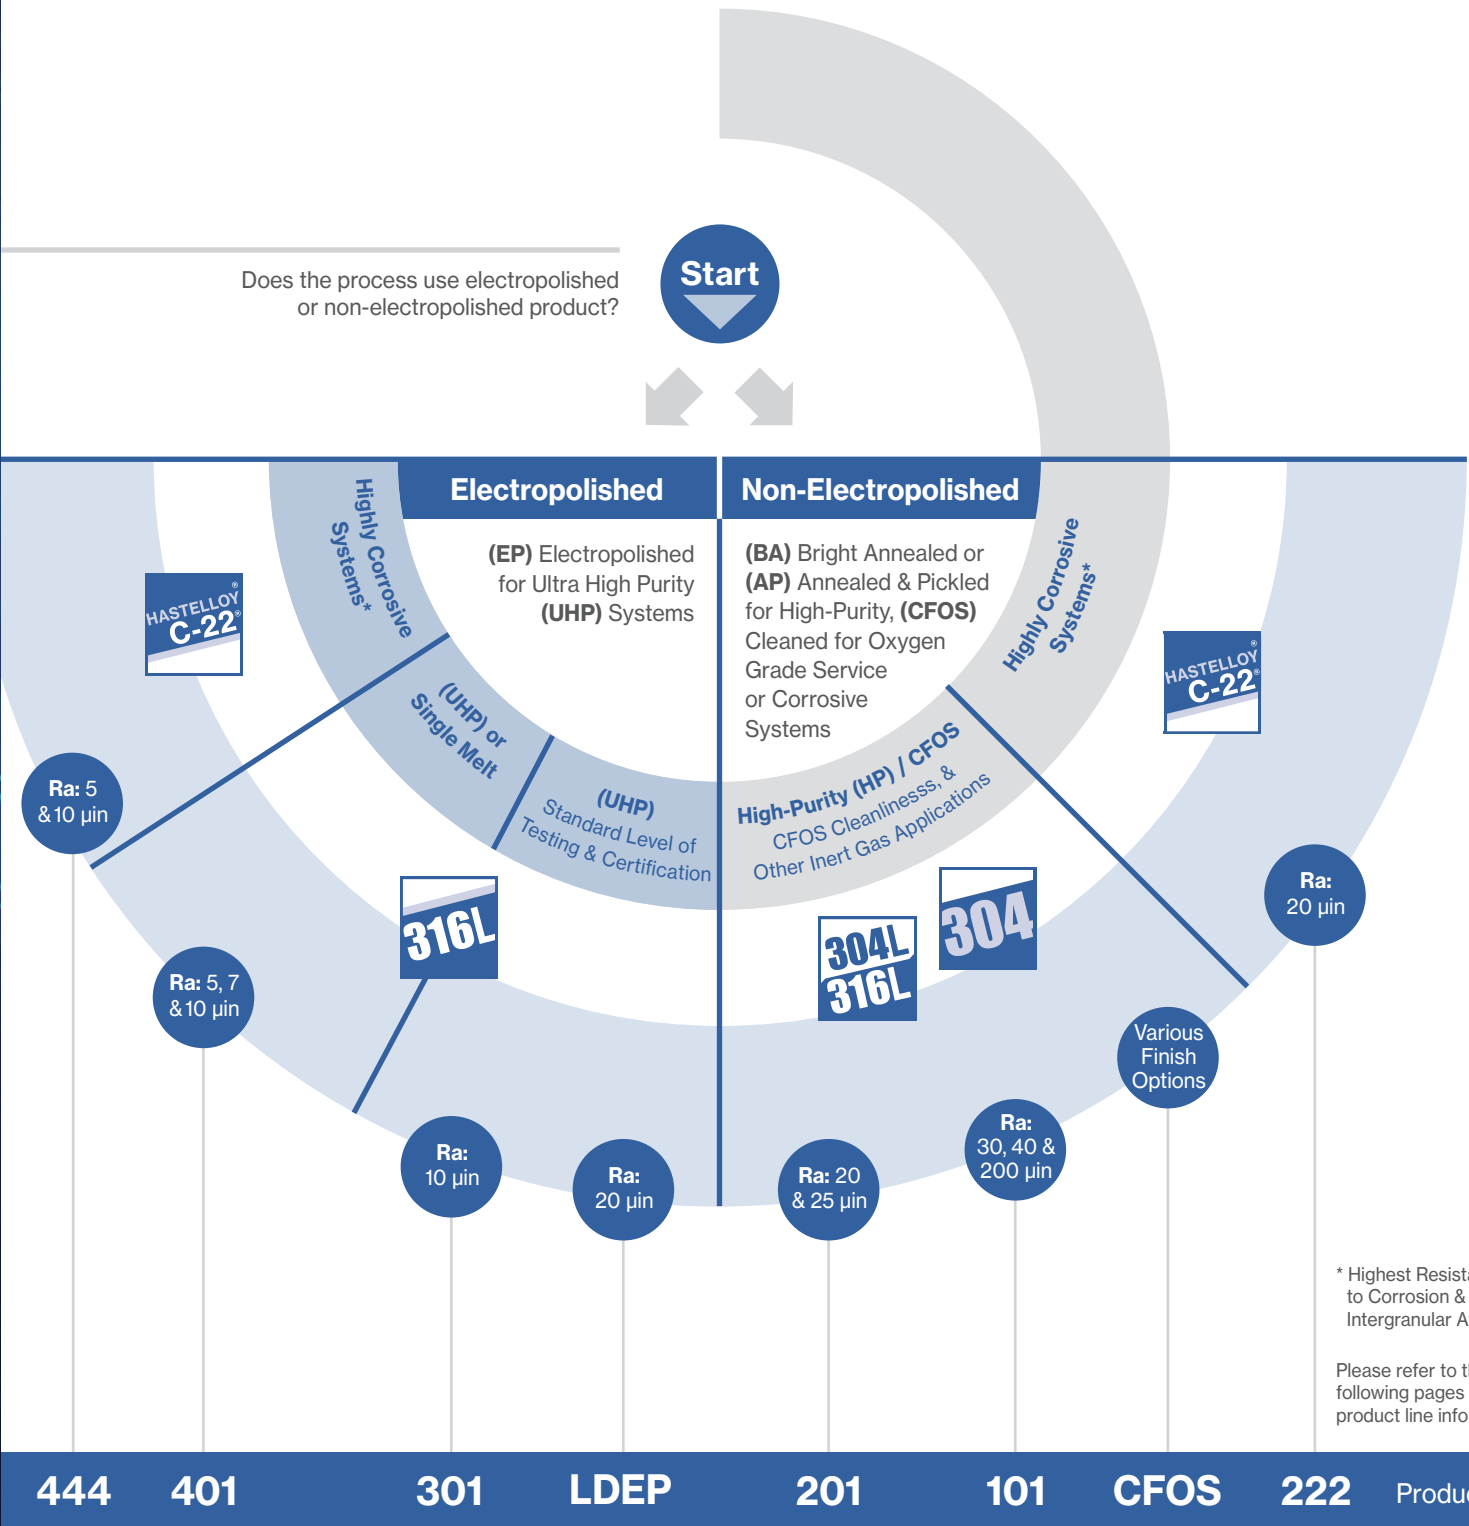 Start
Does the process use electropolished
or non-electropolished product?
Electropolished
Non-Electropolished
(EP) Electropolished
for Ultra High Purity
(UHP) Systems
(BA) Bright Annealed or
(AP) Annealed & Pickled
for High-Purity, (CFOS)
Cleaned for Oxygen
Grade Service
or Corrosive
Systems
Highly Corrosive
Systems*
(UHP) or
Single Melt
(UHP)
Standard Level of
Testing & Certification
High-Purity (HP) / CFOS
CFOS Cleanlinesss, &
Other Inert Gas Applications
Highly Corrosive
Systems*
HASTELLOY®
C-22®
316L
304L
316L
304
HASTELLOY®
C-22®
Ra: 5
& 10 µin
Ra: 5, 7
& 10 µin
Ra:
10 µin
Ra:
20 µin
Ra: 20
& 25 µin
Ra:
30, 40 &
200 µin
Various
Finish
Options
Ra:
20 µin
* Highest
to Corrosion &
Intergranular
Please refer to
following pages
product line
444 401 301 LDEP 201 101 CFOS 222